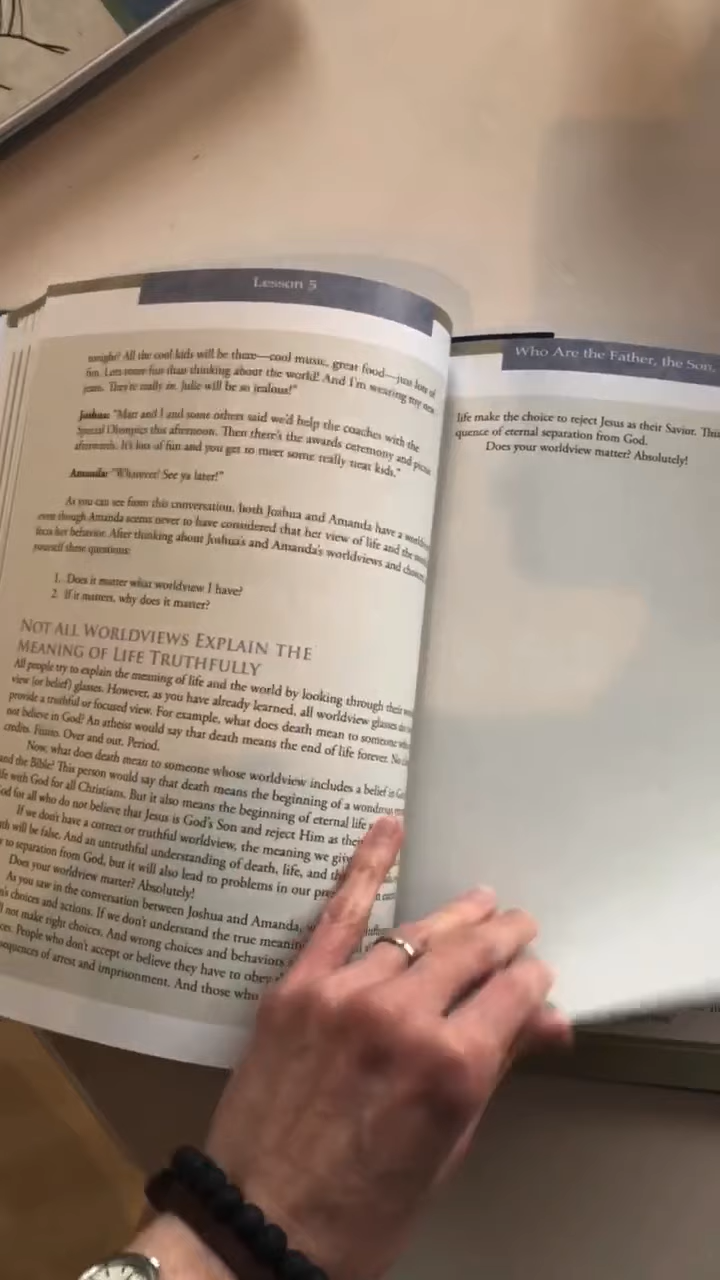 Lesson 5
tonight? All the cool kids will be there—cool music, great food—just lots of
fun. Lots more fun than thinking about the world! And I'm wearing my new
jeans. They're really in. Julie will be so jealous!"
Joshua: "Matt and I and some others said we'd help the coaches with the
Special Olympics this afternoon. Then there's the awards ceremony and picnic
afterwards. It's lots of fun and you get to meet some really neat kids."
Amanda: "Whatever! See ya later!"
As you can see from this conversation, both Joshua and Amanda have a
even though Amanda seems never to have considered that her view of life and the
her behavior. After thinking about Joshua's and Amanda's worldviews and
yourself these questions:
1. Does it matter what worldview I have?
2. If it matters, why does it matter?
NOT ALL WORLDVIEWS EXPLAIN THE
MEANING OF LIFE TRUTHFULLY
All people try to explain the meaning of life and the world by looking through their
view (or belief) glasses. However, as you have already learned, all worldview glasses
provide a truthful or focused view. For example, what does death mean to someone
not believe in God? An atheist would say that death means the end of life forever. No
credits. Finito. Over and out. Period.
Now, what does death mean to someone whose worldview includes a belief in
and the Bible? This person would say that death means the beginning of a wondrous
with God for all Christians. But it also means the beginning of eternal life
for all who do not believe that Jesus is God's Son and reject Him as their
If we don't have a correct or truthful worldview, the meaning we give
will be false. And an untruthful understanding of death, life, and
to separation from God, but it will also lead to problems in our
Does your worldview matter? Absolutely!
As you saw in the conversation between Joshua and Amanda,
choices and actions. If we don't understand the true meaning
not make right choices. And wrong choices and behaviors
People who don't accept or believe they have to obey
of arrest and imprisonment. And those who
Who Are the Father, the Son,
life make the choice to reject Jesus as their Savior. This
quence of eternal separation from God.
Does your worldview matter? Absolutely!